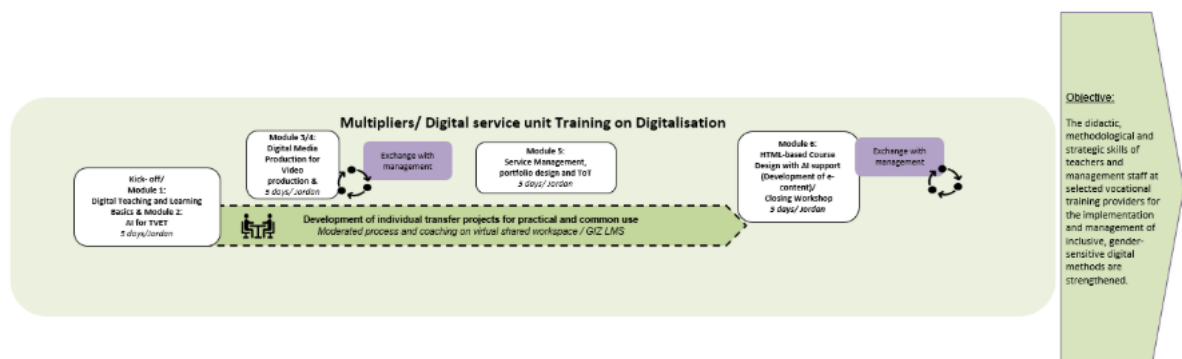 Multipliers/ Digital service unit Training on Digitalisation
Kick- off/
Module 1:
Digital Teaching and Learning
Basics & Module 2:
AI for TVET
5 days/Jordan
Module 3/4:
Digital Media
Production for
Video
production &
5 days/ Jordan
Exchange with
management
Module 5:
Service Management,
portfolio design and ToT
5 days/ Jordan
Module 6:
HTML-based Course
Design with AI support
(Development of e-
content)/
Closing Workshop
5 days/ Jordan
Exchange with
management
Development of individual transfer projects for practical and common use
Moderated process and coaching on virtual shared workspace / GIZ LMS
Objective:
The didactic,
methodological and
strategic skills of
teachers and
management staff at
selected vocational
training providers for
the implementation
and management of
inclusive, gender-
sensitive digital
methods are
strengthened.